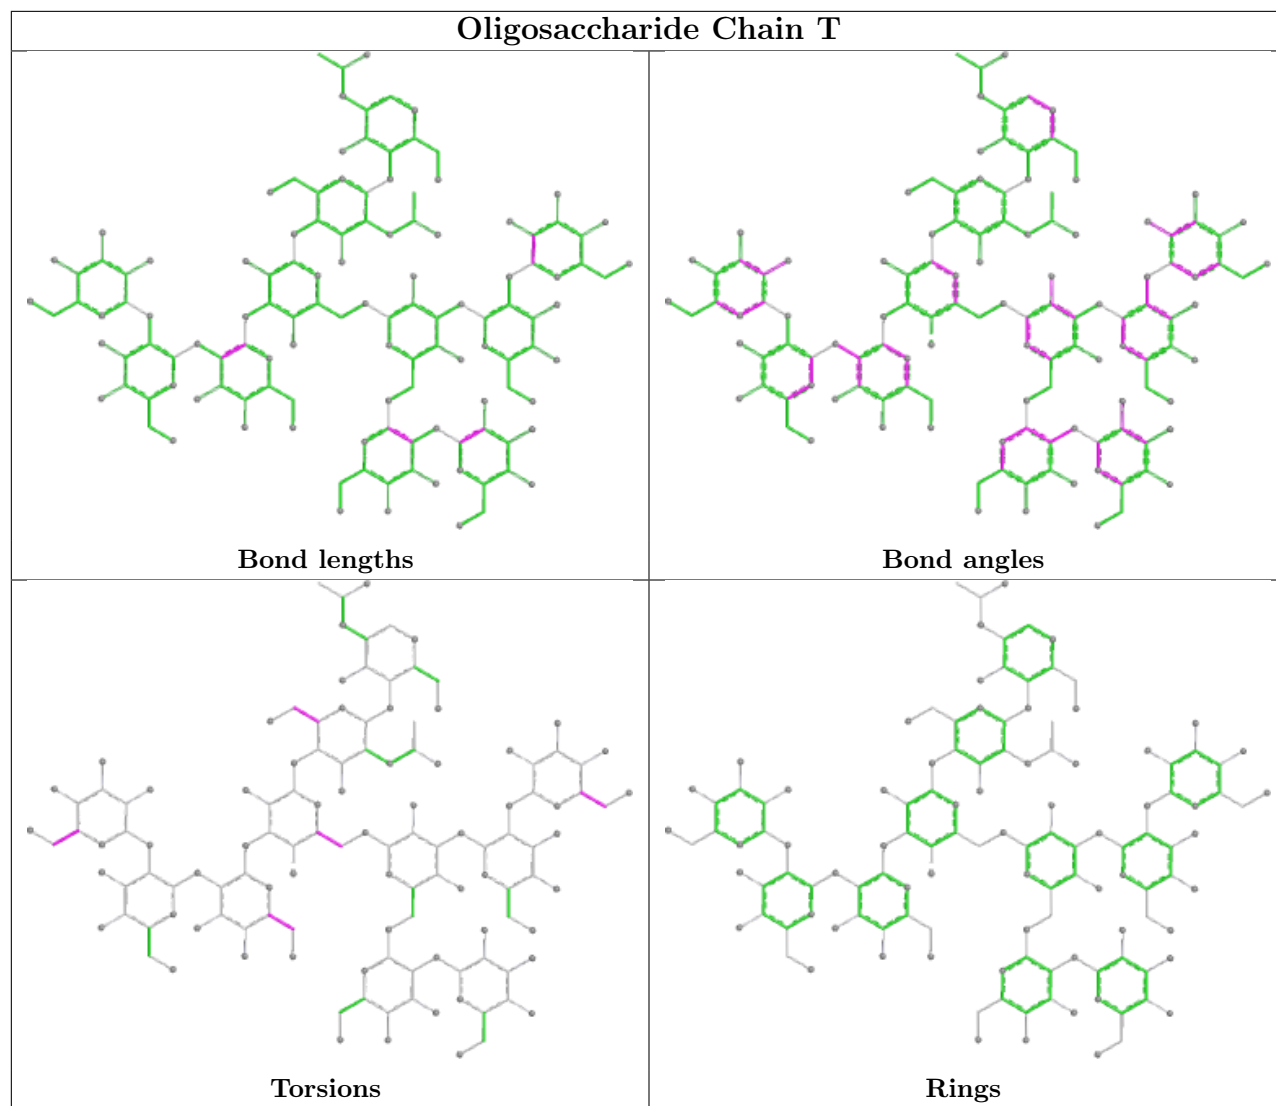 Oligosaccharide Chain T
Bond lengths
Bond angles
Torsions
Rings